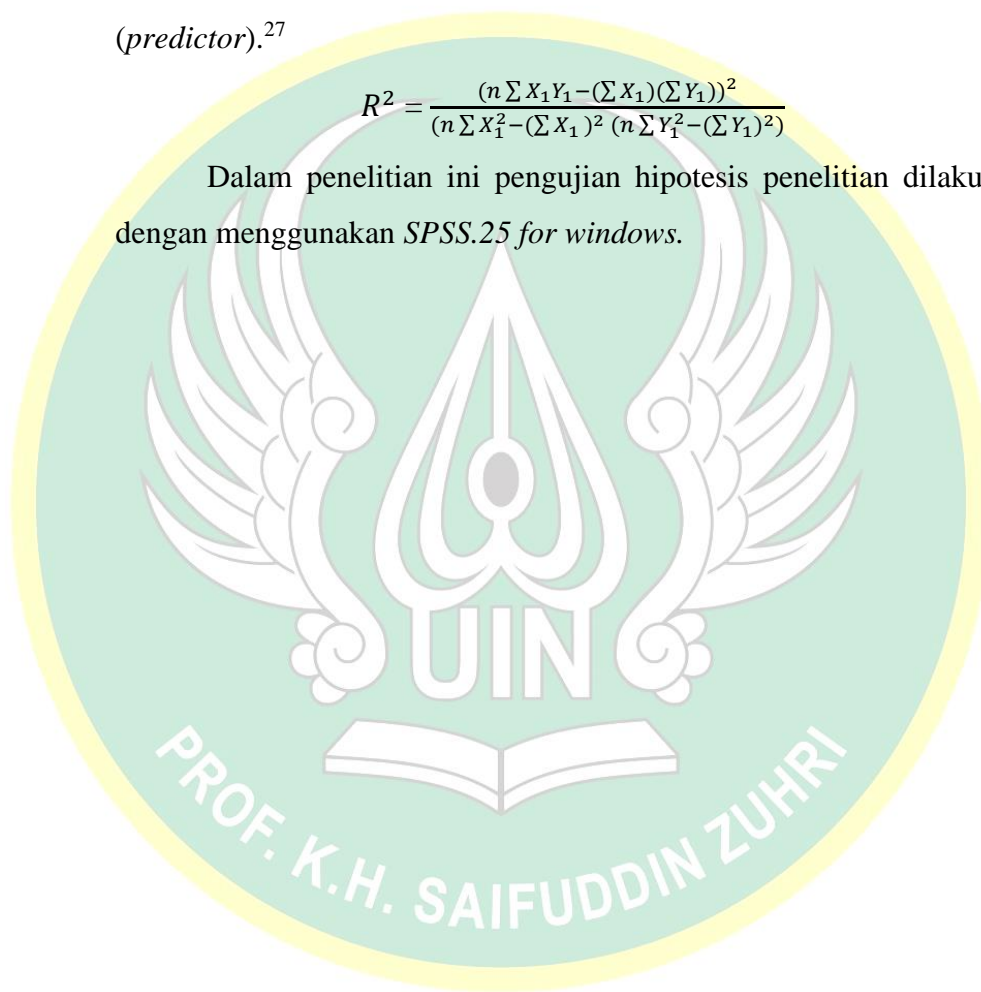 (predictor).²⁷
R² = (n ∑ X₁Y₁−(∑ X₁)(∑ Y₁))² / (n ∑ X₁²−(∑ X₁ )² (n ∑ Y₁²−(∑ Y₁)²)
Dalam penelitian ini pengujian hipotesis penelitian dilaku
dengan menggunakan SPSS.25 for windows.
UIN
PROF. K.H. SAIFUDDIN ZUHRI